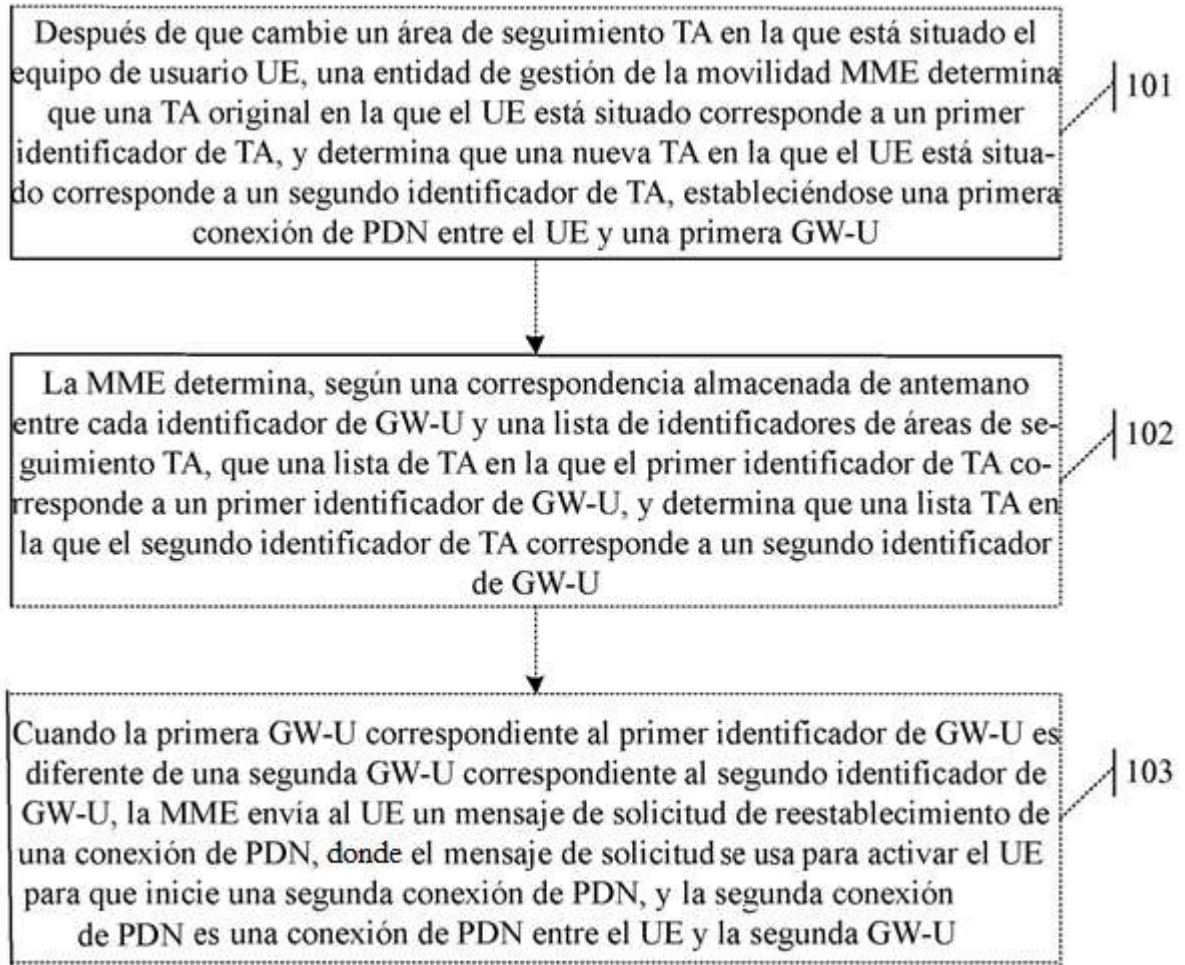 Después de que cambie un área de seguimiento TA en la que está situado el
equipo de usuario UE, una entidad de gestión de la movilidad MME determina
que una TA original en la que el UE está situado corresponde a un primer
identificador de TA, y determina que una nueva TA en la que el UE está situa-
do corresponde a un segundo identificador de TA, estableciéndose una primera
conexión de PDN entre el UE y una primera GW-U
101
La MME determina, según una correspondencia almacenada de antemano
entre cada identificador de GW-U y una lista de identificadores de áreas de se-
guimiento TA, que una lista de TA en la que el primer identificador de TA co-
rresponde a un primer identificador de GW-U, y determina que una lista TA en
la que el segundo identificador de TA corresponde a un segundo identificador
de GW-U
102
Cuando la primera GW-U correspondiente al primer identificador de GW-U es
diferente de una segunda GW-U correspondiente al segundo identificador de
GW-U, la MME envía al UE un mensaje de solicitud de reestablecimiento de
una conexión de PDN, donde el mensaje de solicitud se usa para activar el UE
para que inicie una segunda conexión de PDN, y la segunda conexión
de PDN es una conexión de PDN entre el UE y la segunda GW-U
103